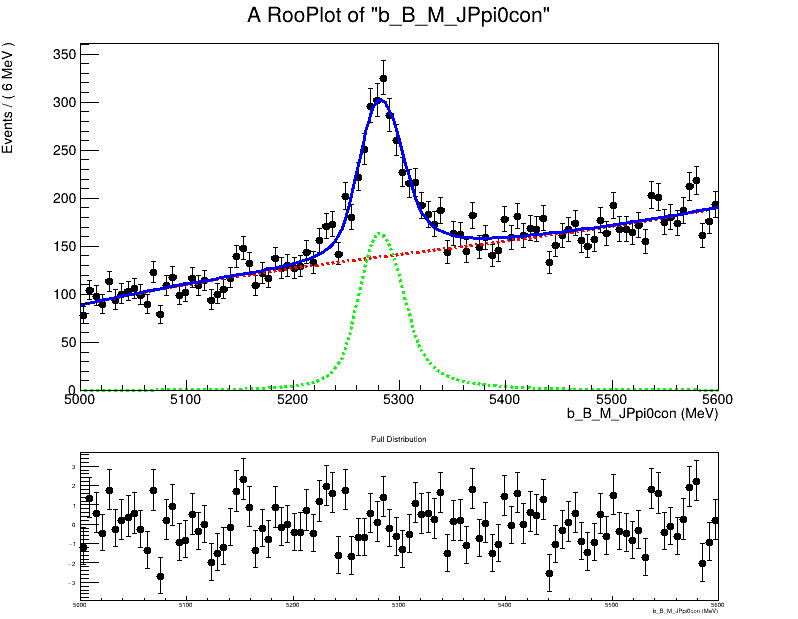 A RooPlot of "b_B_M_JPpi0con"
Events / ( 6 MeV )
350
300
250
200
150
100
50
0
5000 5100 5200 5300 5400 5500 5600
b_B_M_JPpi0con (MeV)
Pull Distribution
3
2
1
0
-1
-2
-3
5000 5100 5200 5300 5400 5500 5600
b_B_M_JPpi0con (MeV)